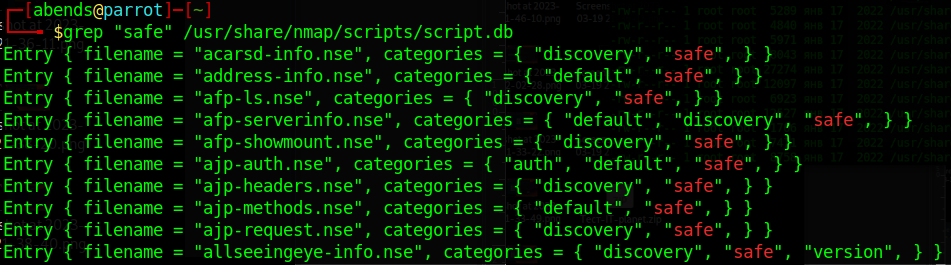 ┌─[abends@parrot]─[~]
└──╼ $grep "safe" /usr/share/nmap/scripts/script.db
Entry { filename = "acarsd-info.nse", categories = { "discovery", "safe", } }
Entry { filename = "address-info.nse", categories = { "default", "safe", } }
Entry { filename = "afp-ls.nse", categories = { "discovery", "safe", } }
Entry { filename = "afp-serverinfo.nse", categories = { "default", "discovery", "safe", } }
Entry { filename = "afp-showmount.nse", categories = { "discovery", "safe", } }
Entry { filename = "ajp-auth.nse", categories = { "auth", "default", "safe", } }
Entry { filename = "ajp-headers.nse", categories = { "discovery", "safe", } }
Entry { filename = "ajp-methods.nse", categories = { "default", "safe", } }
Entry { filename = "ajp-request.nse", categories = { "discovery", "safe", } }
Entry { filename = "allseeingeye-info.nse", categories = { "discovery", "safe", "version", } }